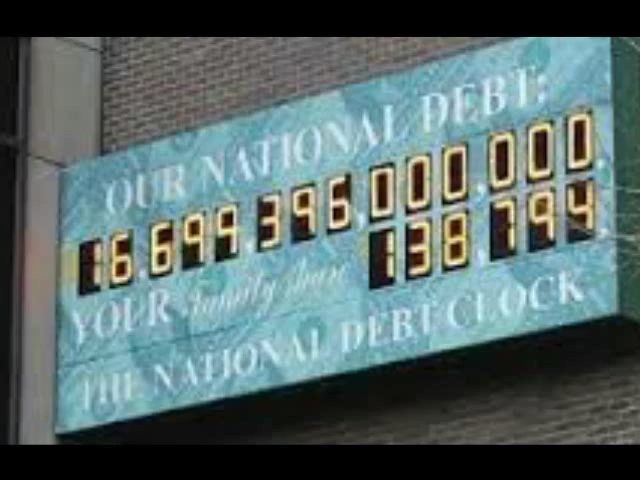 OUR NATIONAL DEBT:
16,699,396,000,000.
YOUR family share 138,794
THE NATIONAL DEBT CLOCK